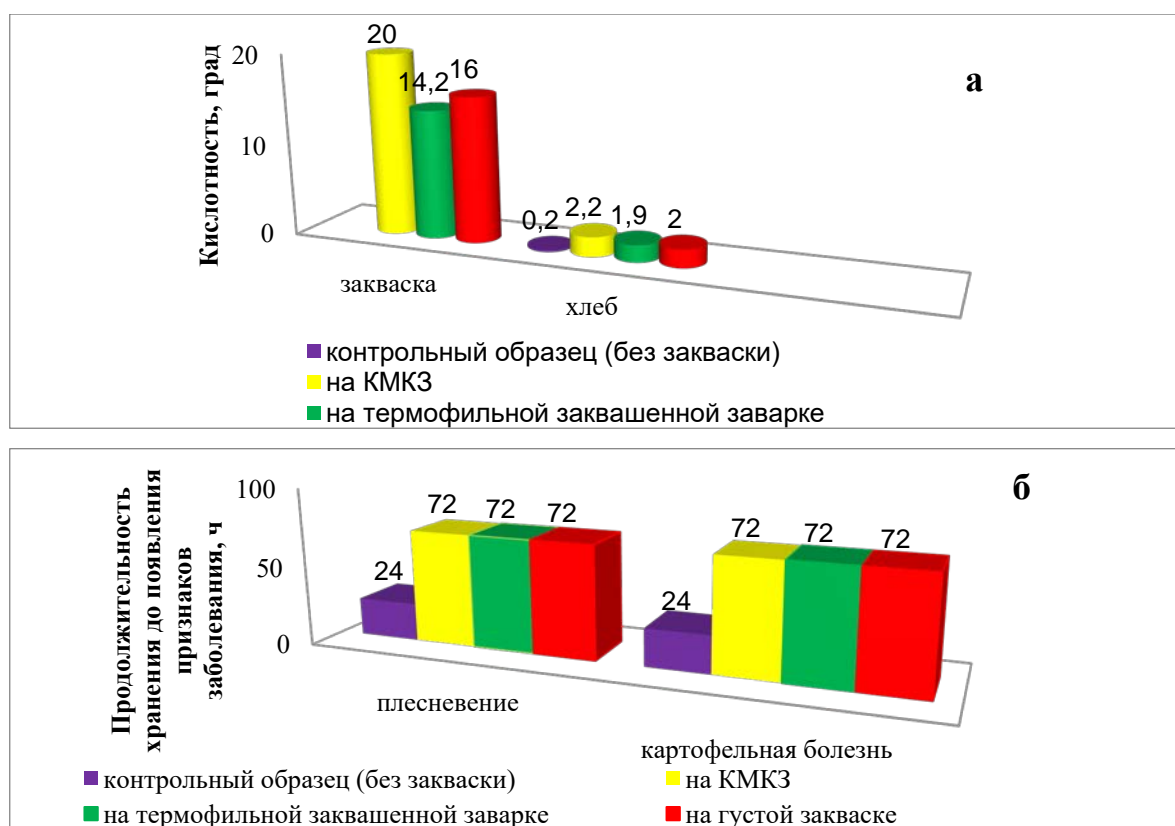 20
20
16
14,2
а
10
Кислотность, град
2,2
1,9
2
0,2
0
закваска
хлеб
контрольный образец (без закваски)
на КМКЗ
на термофильной заквашенной заварке
б
Продолжительность
хранения до появления
признаков
заболевания, ч
100
72
72
72
72
72
72
50
24
24
0
плесневение
картофельная болезнь
контрольный образец (без закваски)
на КМКЗ
на термофильной заквашенной заварке
на густой закваске